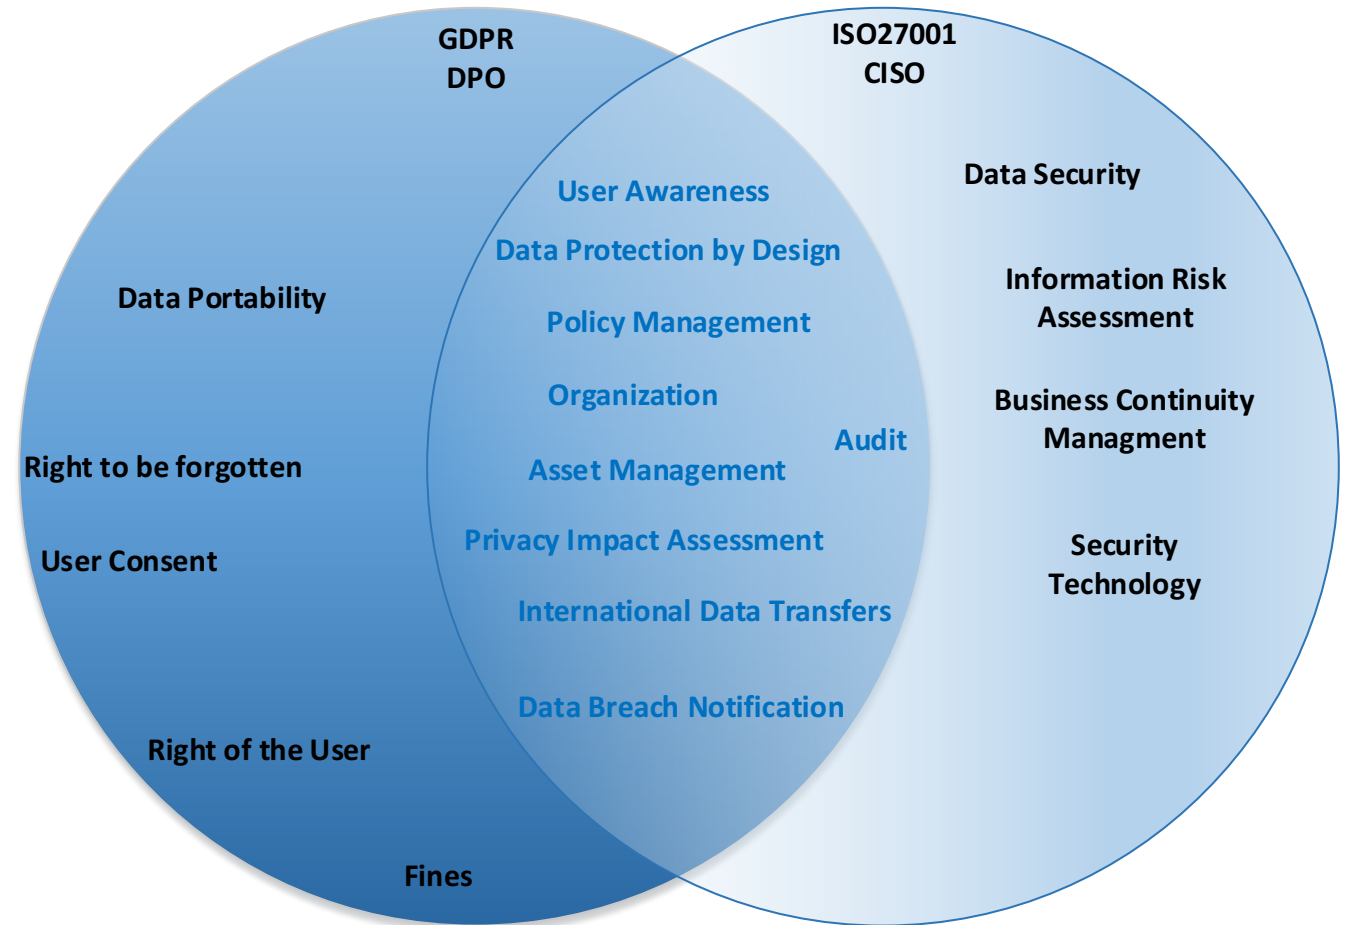 GDPR
DPO
ISO27001
CISO
Data Portability
Right to be forgotten
User Consent
Right of the User
Fines
User Awareness
Data Protection by Design
Policy Management
Organization
Audit
Asset Management
Privacy Impact Assessment
International Data Transfers
Data Breach Notification
Data Security
Information Risk
Assessment
Business Continuity
Managment
Security
Technology